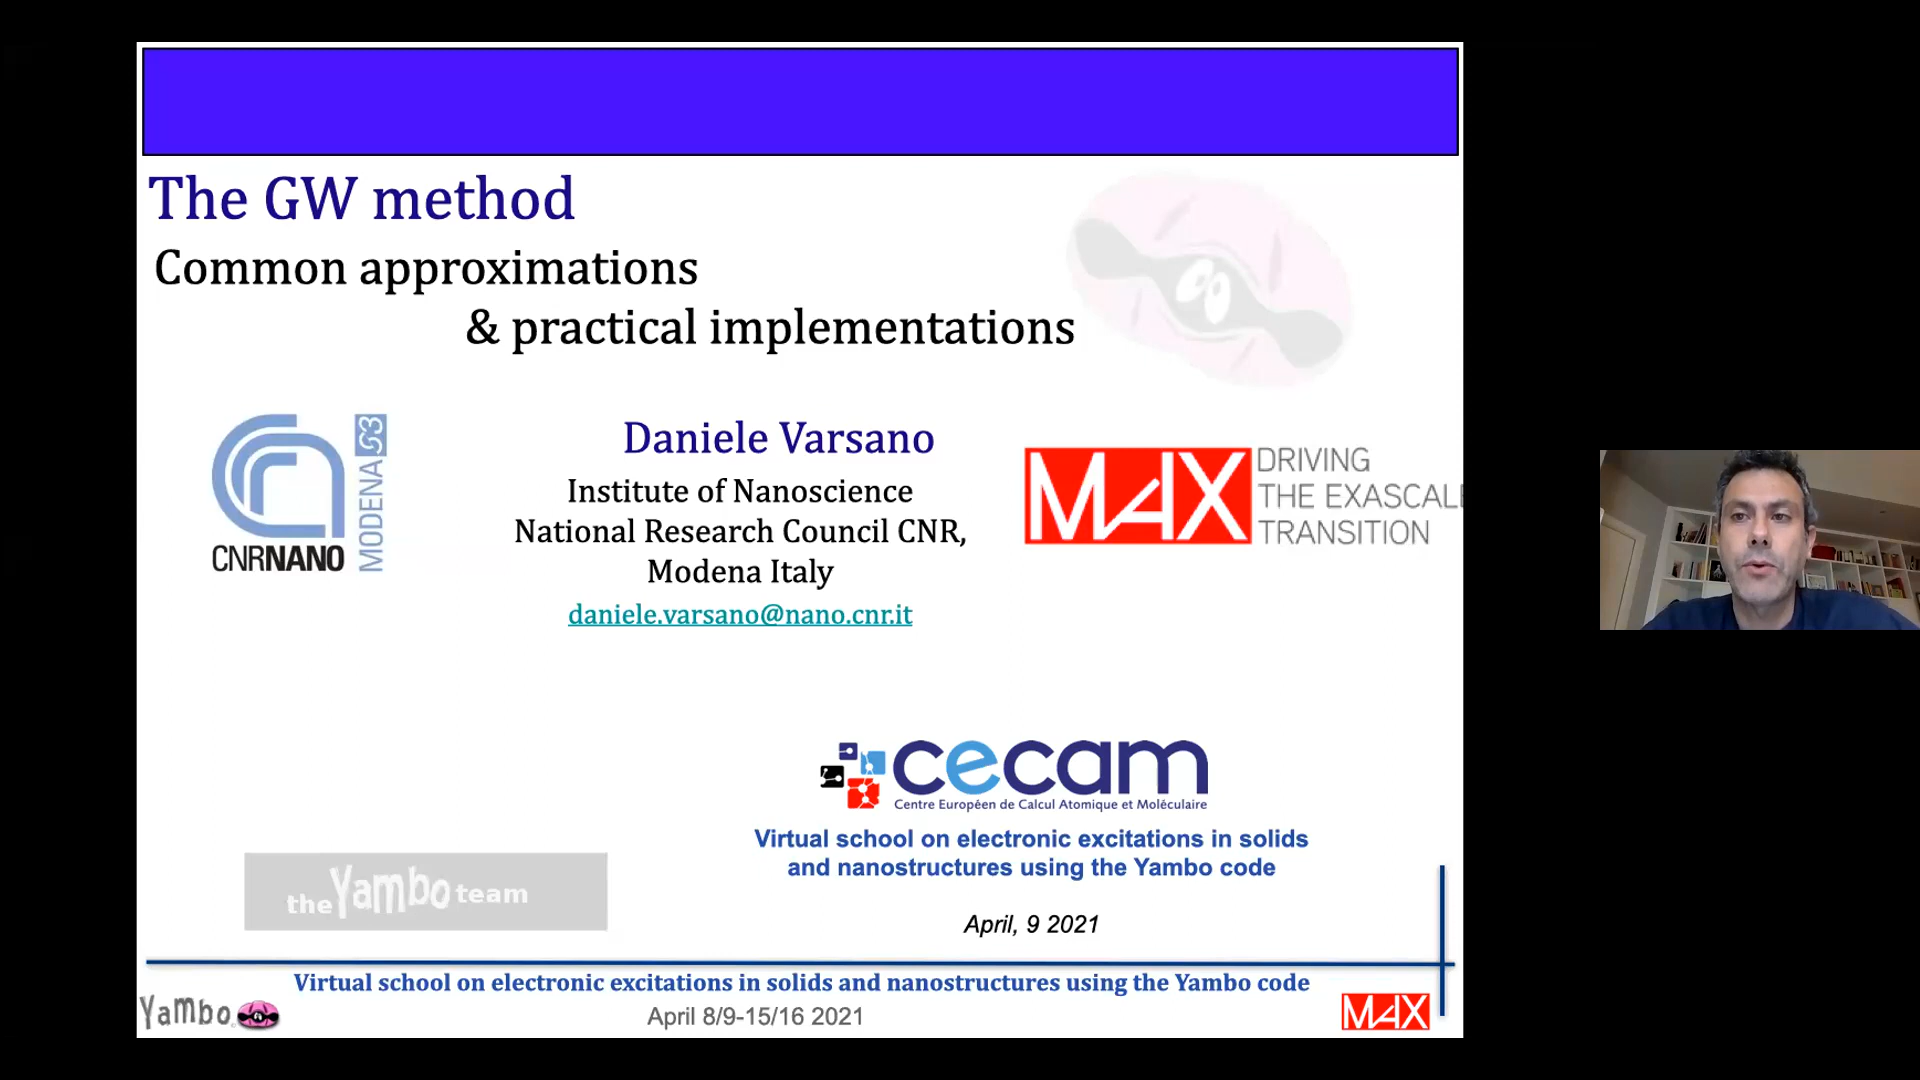 The GW method
Common approximations
& practical implementations
CNRNANO
MODENA
S3
Daniele Varsano
Institute of Nanoscience
National Research Council CNR,
Modena Italy
daniele.varsano@nano.cnr.it
MAX
DRIVING
THE EXASCALE
TRANSITION
cecam
Centre Européen de Calcul Atomique et Moléculaire
Virtual school on electronic excitations in solids
and nanostructures using the Yambo code
April, 9 2021
the Yambo team
Virtual school on electronic excitations in solids and nanostructures using the Yambo code
April 8/9-15/16 2021
Yambo
MAX